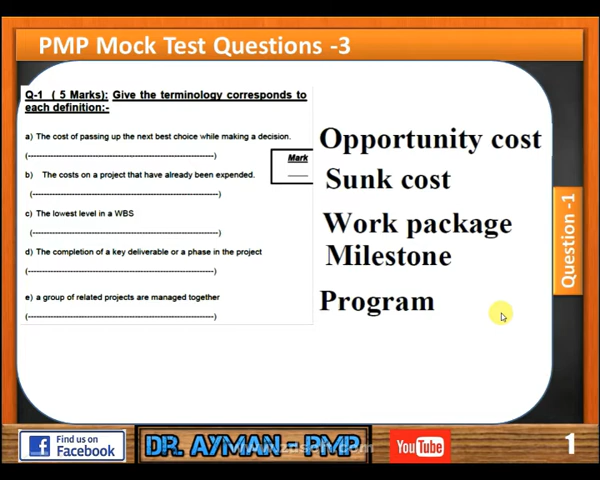 PMP Mock Test Questions -3
Q-1 ( 5 Marks): Give the terminology corresponds to
each definition:-
a) The cost of passing up the next best choice while making a decision.
(-----------------------------------------------------------)
Mark
b) The costs on a project that have already been expended.
(-----------------------------------------------------------)
c) The lowest level in a WBS
(-----------------------------------------------------------)
d) The completion of a key deliverable or a phase in the project
(-----------------------------------------------------------)
e) a group of related projects are managed together
(-----------------------------------------------------------)
Opportunity cost
Sunk cost
Work package
Milestone
Program
Question -1
Find us on
Facebook
DR. AYMAN - PMP
YouTube
1